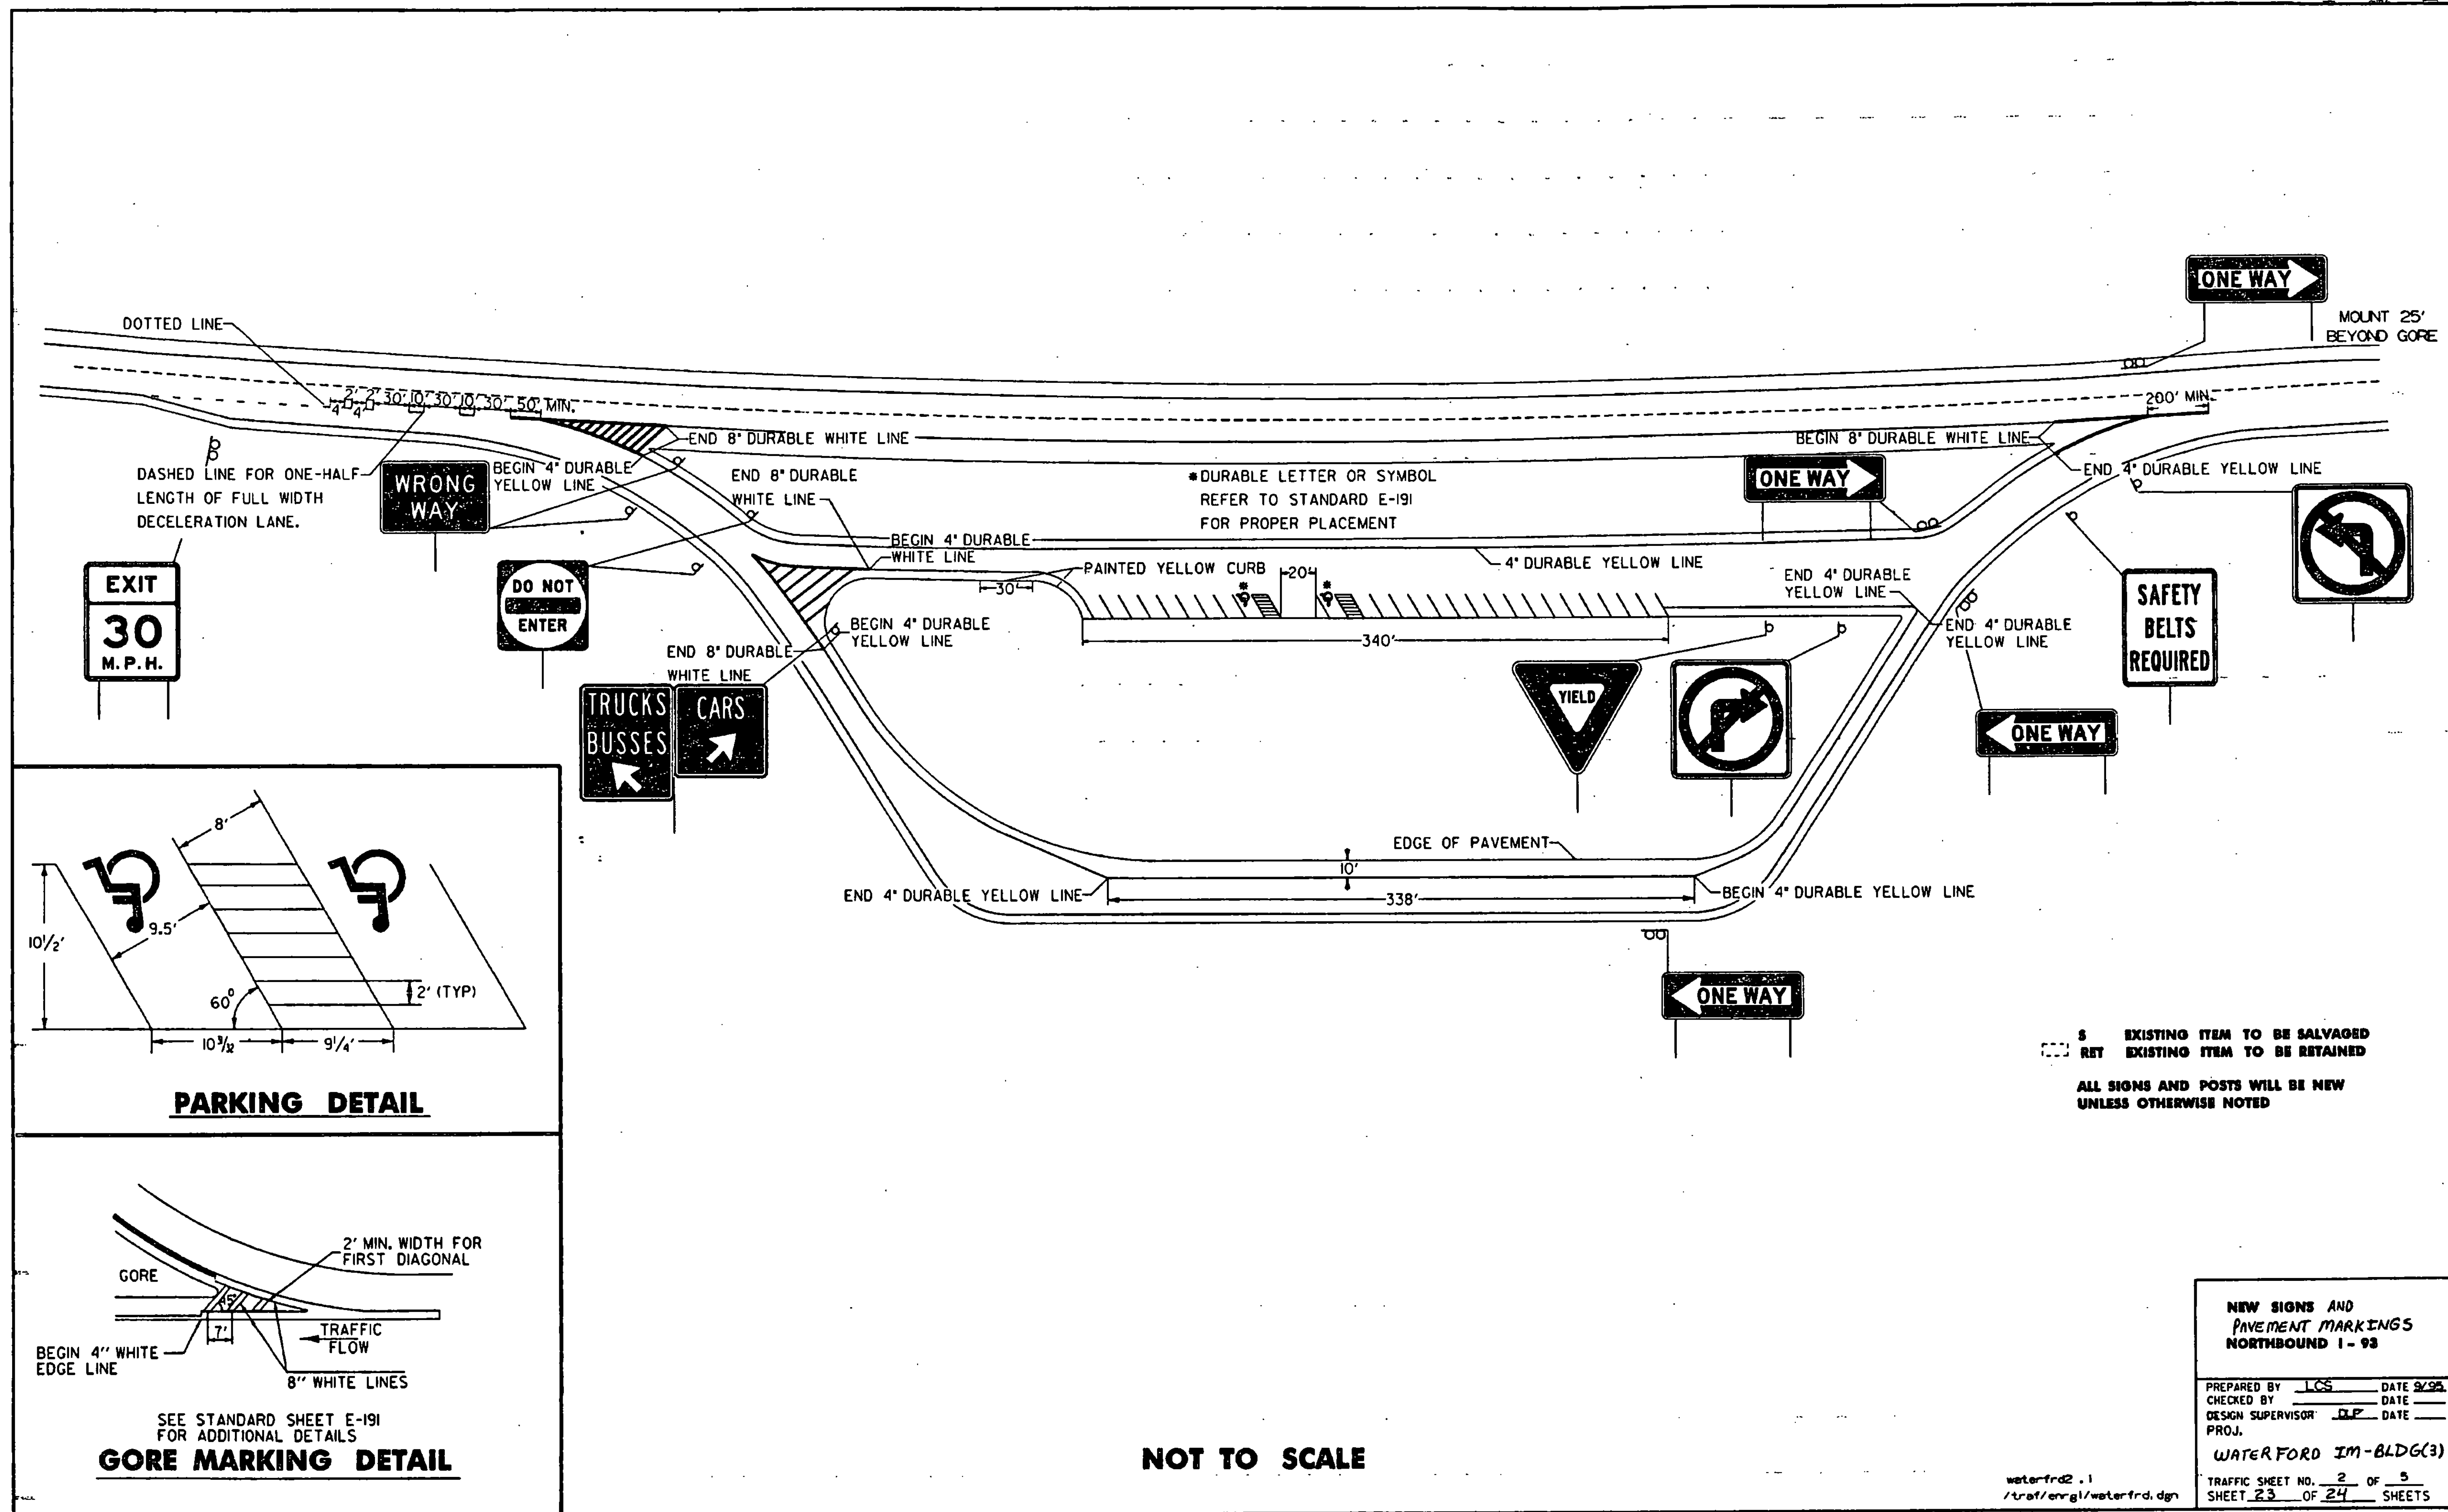 ONE WAY
MOUNT 25'
BEYOND GORE
DOTTED LINE
2' 2' 30' 10' 30' 10' 30' 50' MIN.
4' 4'
200' MIN.
END 8" DURABLE WHITE LINE
BEGIN 8" DURABLE WHITE LINE
DASHED LINE FOR ONE-HALF
LENGTH OF FULL WIDTH
DECELERATION LANE.
WRONG
WAY
BEGIN 4" DURABLE
YELLOW LINE
END 8" DURABLE
WHITE LINE
*DURABLE LETTER OR SYMBOL
REFER TO STANDARD E-191
FOR PROPER PLACEMENT
ONE WAY
END 4" DURABLE YELLOW LINE
BEGIN 4" DURABLE
WHITE LINE
4" DURABLE YELLOW LINE
EXIT
30
M.P.H.
DO NOT
ENTER
PAINTED YELLOW CURB
30'
*
20'
*
END 4" DURABLE
YELLOW LINE
SAFETY
BELTS
REQUIRED
BEGIN 4" DURABLE
YELLOW LINE
340'
END 4" DURABLE
YELLOW LINE
END 8" DURABLE
WHITE LINE
TRUCKS
BUSSES
CARS
YIELD
ONE WAY
EDGE OF PAVEMENT
10'
END 4" DURABLE YELLOW LINE
338'
BEGIN 4" DURABLE YELLOW LINE
ONE WAY
8'
9.5'
10 1/2'
60°
2' (TYP)
10 3/32
9 1/4'
PARKING DETAIL
S EXISTING ITEM TO BE SALVAGED
RET EXISTING ITEM TO BE RETAINED
ALL SIGNS AND POSTS WILL BE NEW
UNLESS OTHERWISE NOTED
2' MIN. WIDTH FOR
FIRST DIAGONAL
GORE
45°
7'
TRAFFIC
FLOW
BEGIN 4" WHITE
EDGE LINE
8" WHITE LINES
SEE STANDARD SHEET E-191
FOR ADDITIONAL DETAILS
GORE MARKING DETAIL
NOT TO SCALE
waterfrd2.1
/traf/enrgl/waterfrd.dgn
NEW SIGNS AND
PAVEMENT MARKINGS
NORTHBOUND I-93
PREPARED BY LCS DATE 9/95
CHECKED BY DATE
DESIGN SUPERVISOR DLP DATE
PROJ.
WATERFORD IM-BLDG(3)
TRAFFIC SHEET NO. 2 OF 5
SHEET 23 OF 24 SHEETS